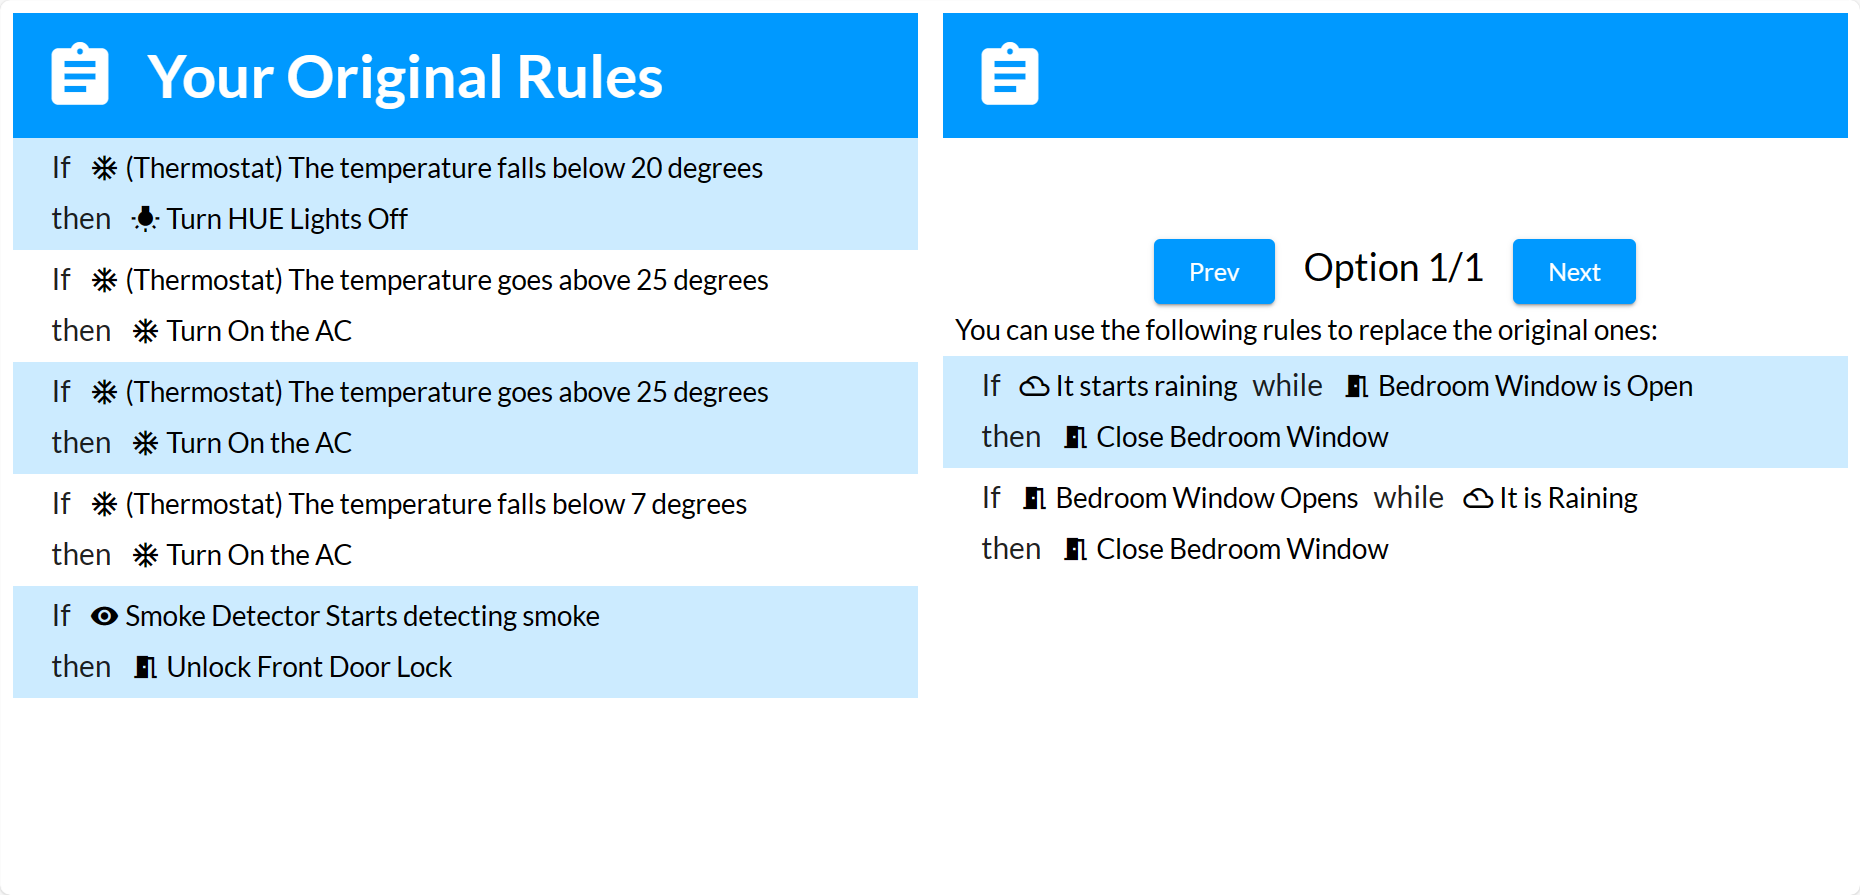 Your Original Rules
If (Thermostat) The temperature falls below 20 degrees
then Turn HUE Lights Off
If (Thermostat) The temperature goes above 25 degrees
then Turn On the AC
If (Thermostat) The temperature goes above 25 degrees
then Turn On the AC
If (Thermostat) The temperature falls below 7 degrees
then Turn On the AC
If Smoke Detector Starts detecting smoke
then Unlock Front Door Lock
Prev Option 1/1 Next
You can use the following rules to replace the original ones:
If It starts raining while Bedroom Window is Open
then Close Bedroom Window
If Bedroom Window Opens while It is Raining
then Close Bedroom Window